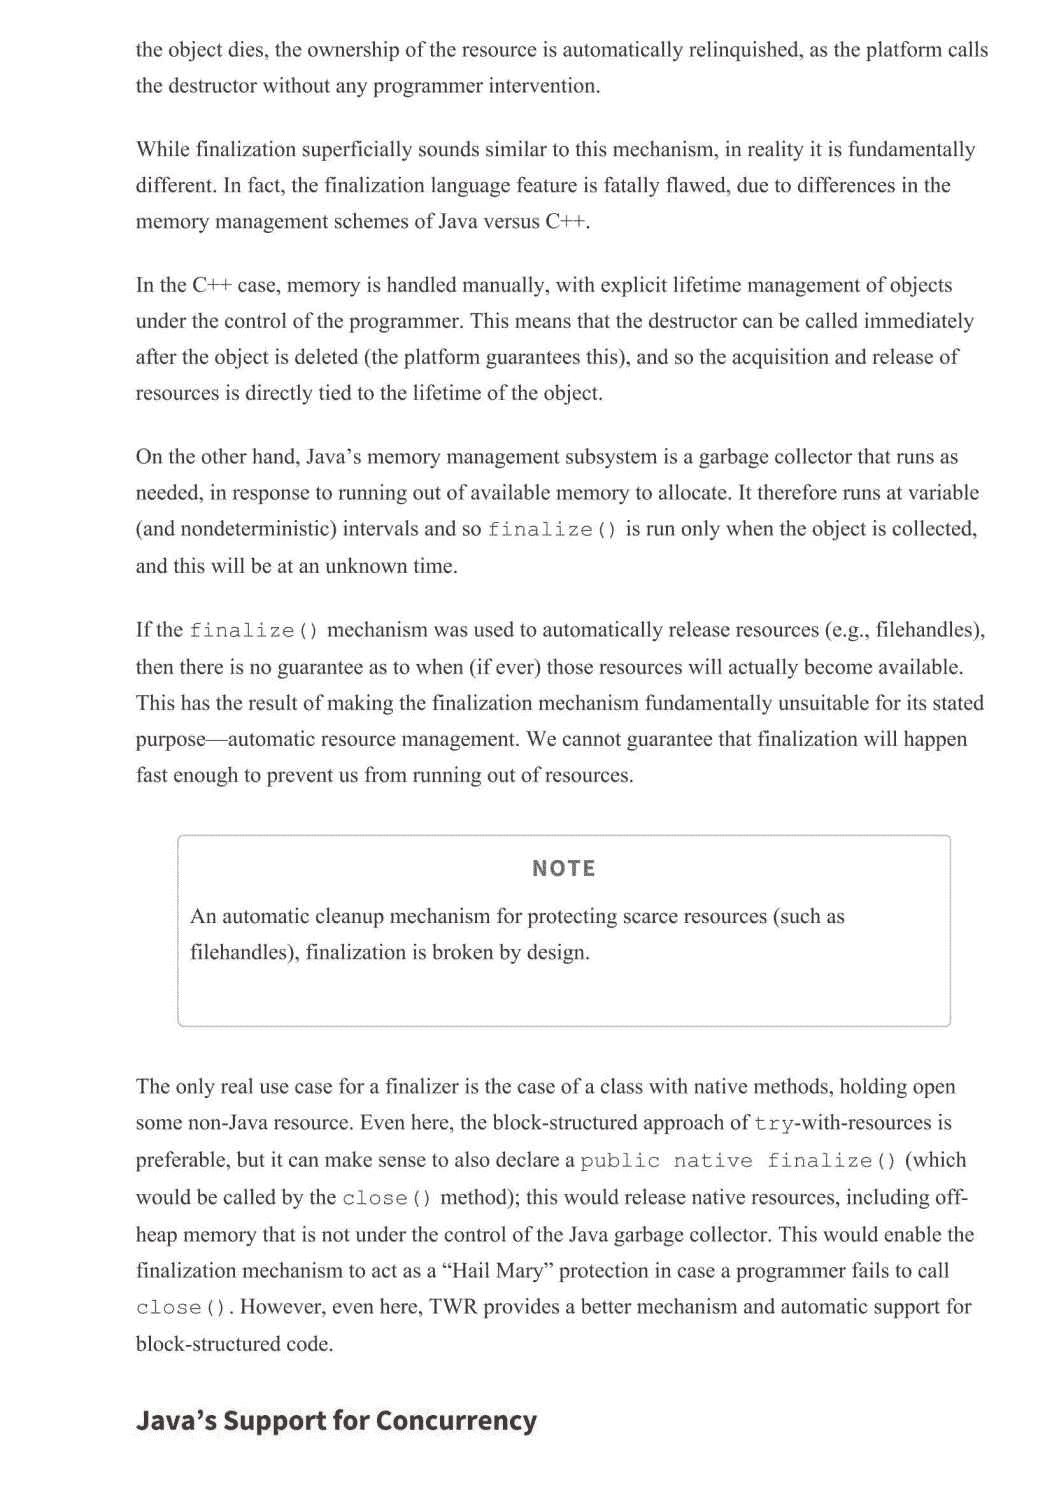 the object dies, the ownership of the resource is automatically relinquished, as the platform calls
the destructor without any programmer intervention.
While finalization superficially sounds similar to this mechanism, in reality it is fundamentally
different. In fact, the finalization language feature is fatally flawed, due to differences in the
memory management schemes of Java versus C++.
In the C++ case, memory is handled manually, with explicit lifetime management of objects
under the control of the programmer. This means that the destructor can be called immediately
after the object is deleted (the platform guarantees this), and so the acquisition and release of
resources is directly tied to the lifetime of the object.
On the other hand, Java’s memory management subsystem is a garbage collector that runs as
needed, in response to running out of available memory to allocate. It therefore runs at variable
(and nondeterministic) intervals and so finalize() is run only when the object is collected,
and this will be at an unknown time.
If the finalize() mechanism was used to automatically release resources (e.g., filehandles),
then there is no guarantee as to when (if ever) those resources will actually become available.
This has the result of making the finalization mechanism fundamentally unsuitable for its stated
purpose—automatic resource management. We cannot guarantee that finalization will happen
fast enough to prevent us from running out of resources.
NOTE
An automatic cleanup mechanism for protecting scarce resources (such as
filehandles), finalization is broken by design.
The only real use case for a finalizer is the case of a class with native methods, holding open
some non-Java resource. Even here, the block-structured approach of try-with-resources is
preferable, but it can make sense to also declare a public native finalize() (which
would be called by the close() method); this would release native resources, including off-
heap memory that is not under the control of the Java garbage collector. This would enable the
finalization mechanism to act as a “Hail Mary” protection in case a programmer fails to call
close(). However, even here, TWR provides a better mechanism and automatic support for
block-structured code.
Java’s Support for Concurrency